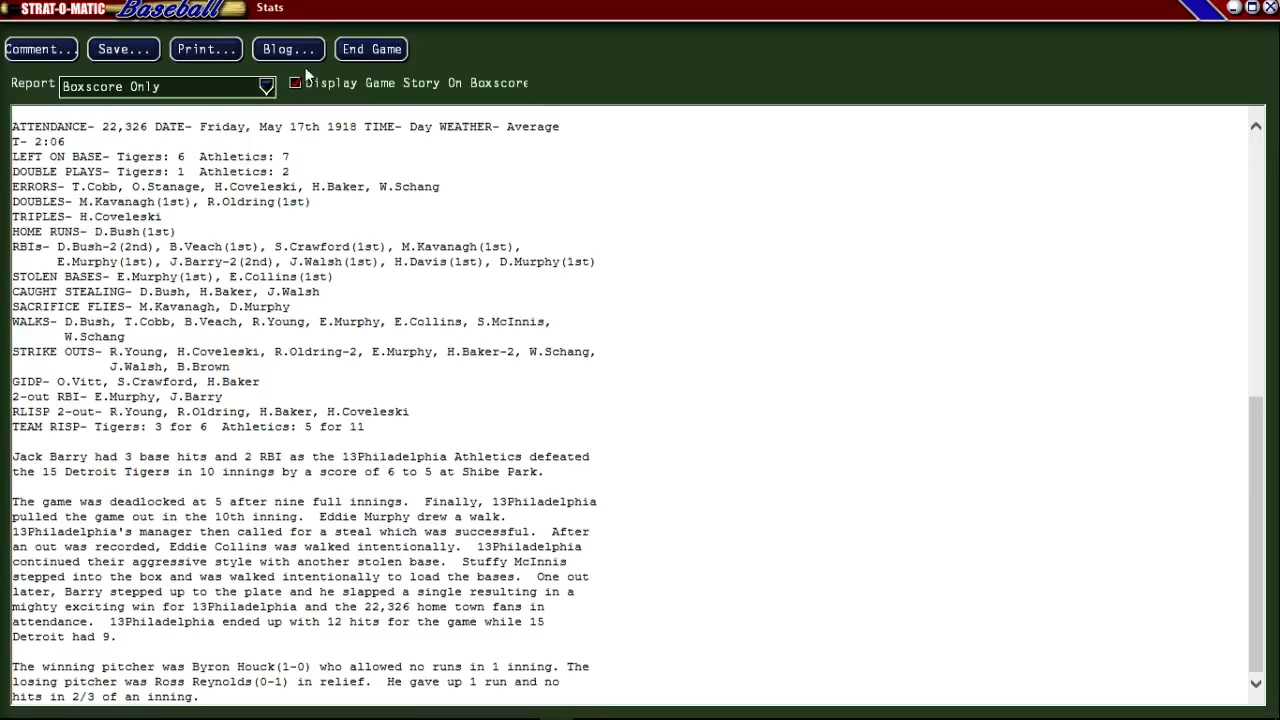 STRAT-O-MATIC Baseball Stats
Comment... Save... Print... Blog... End Game
Report Boxscore Only Display Game Story On Boxscore
ATTENDANCE- 22,326 DATE- Friday, May 17th 1918 TIME- Day WEATHER- Average
T- 2:06
LEFT ON BASE- Tigers: 6 Athletics: 7
DOUBLE PLAYS- Tigers: 1 Athletics: 2
ERRORS- T.Cobb, O.Stanage, H.Coveleski, H.Baker, W.Schang
DOUBLES- M.Kavanagh(1st), R.Oldring(1st)
TRIPLES- H.Coveleski
HOME RUNS- D.Bush(1st)
RBIs- D.Bush-2(2nd), B.Veach(1st), S.Crawford(1st), M.Kavanagh(1st),
E.Murphy(1st), J.Barry-2(2nd), J.Walsh(1st), H.Davis(1st), D.Murphy(1st)
STOLEN BASES- E.Murphy(1st), E.Collins(1st)
CAUGHT STEALING- D.Bush, H.Baker, J.Walsh
SACRIFICE FLIES- M.Kavanagh, D.Murphy
WALKS- D.Bush, T.Cobb, B.Veach, R.Young, E.Murphy, E.Collins, S.McInnis,
W.Schang
STRIKE OUTS- R.Young, H.Coveleski, R.Oldring-2, E.Murphy, H.Baker-2, W.Schang,
J.Walsh, B.Brown
GIDP- O.Vitt, S.Crawford, H.Baker
2-out RBI- E.Murphy, J.Barry
RLISP 2-out- R.Young, R.Oldring, H.Baker, H.Coveleski
TEAM RISP- Tigers: 3 for 6 Athletics: 5 for 11
Jack Barry had 3 base hits and 2 RBI as the 13Philadelphia Athletics defeated
the 15 Detroit Tigers in 10 innings by a score of 6 to 5 at Shibe Park.
The game was deadlocked at 5 after nine full innings. Finally, 13Philadelphia
pulled the game out in the 10th inning. Eddie Murphy drew a walk.
13Philadelphia's manager then called for a steal which was successful. After
an out was recorded, Eddie Collins was walked intentionally. 13Philadelphia
continued their aggressive style with another stolen base. Stuffy McInnis
stepped into the box and was walked intentionally to load the bases. One out
later, Barry stepped up to the plate and he slapped a single resulting in a
mighty exciting win for 13Philadelphia and the 22,326 home town fans in
attendance. 13Philadelphia ended up with 12 hits for the game while 15
Detroit had 9.
The winning pitcher was Byron Houck(1-0) who allowed no runs in 1 inning. The
losing pitcher was Ross Reynolds(0-1) in relief. He gave up 1 run and no
hits in 2/3 of an inning.